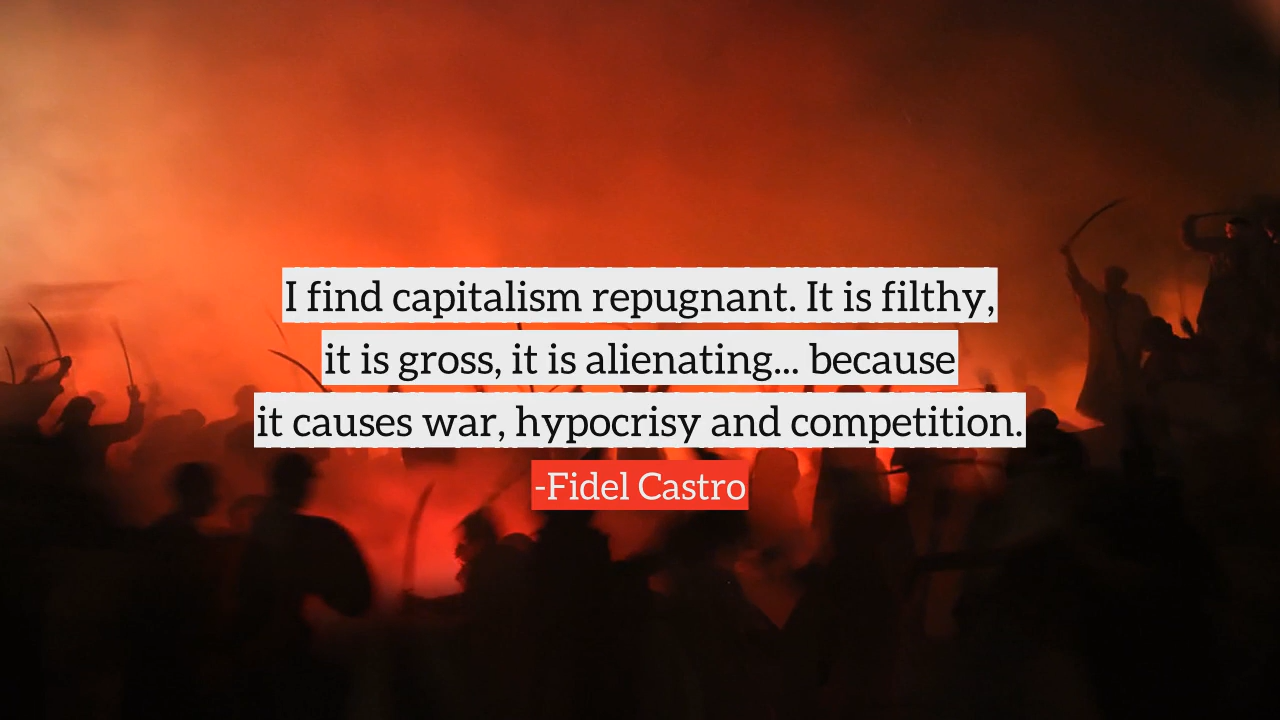 I find capitalism repugnant. It is filthy,
it is gross, it is alienating... because
it causes war, hypocrisy and competition.
-Fidel Castro